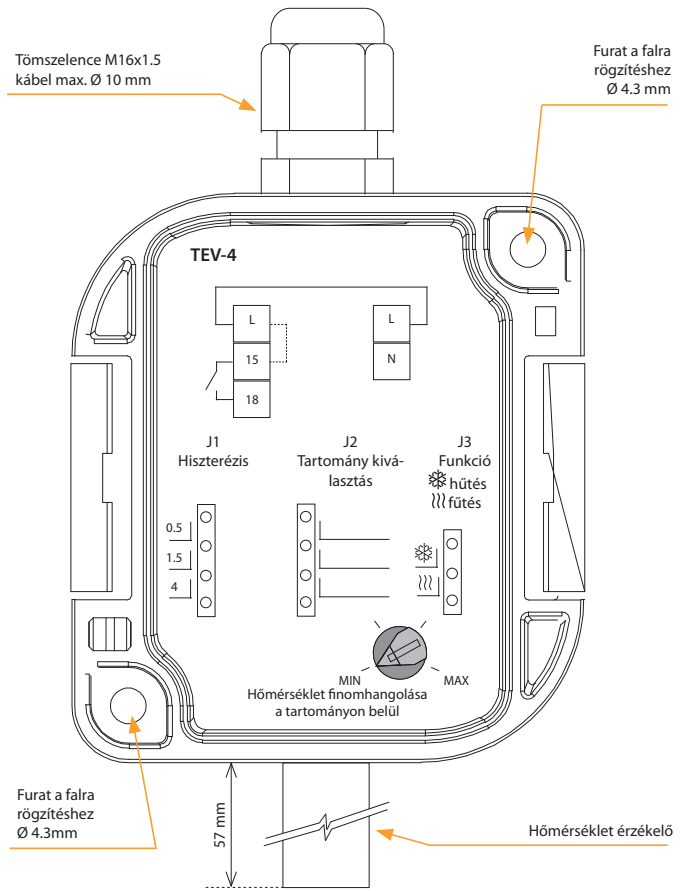 Tömszelence M16x1.5
kábel max. Ø 10 mm
Furat a falra
rögzítéshez
Ø 4.3 mm
TEV-4
L
15
18
L
N
J1
Hiszterézis
J2
Tartomány kivá-
lasztás
J3
Funkció
hűtés
fűtés
0.5
1.5
4
MIN
MAX
Hőmérséklet finomhangolása
a tartományon belül
Furat a falra
rögzítéshez
Ø 4.3mm
57 mm
Hőmérséklet érzékelő